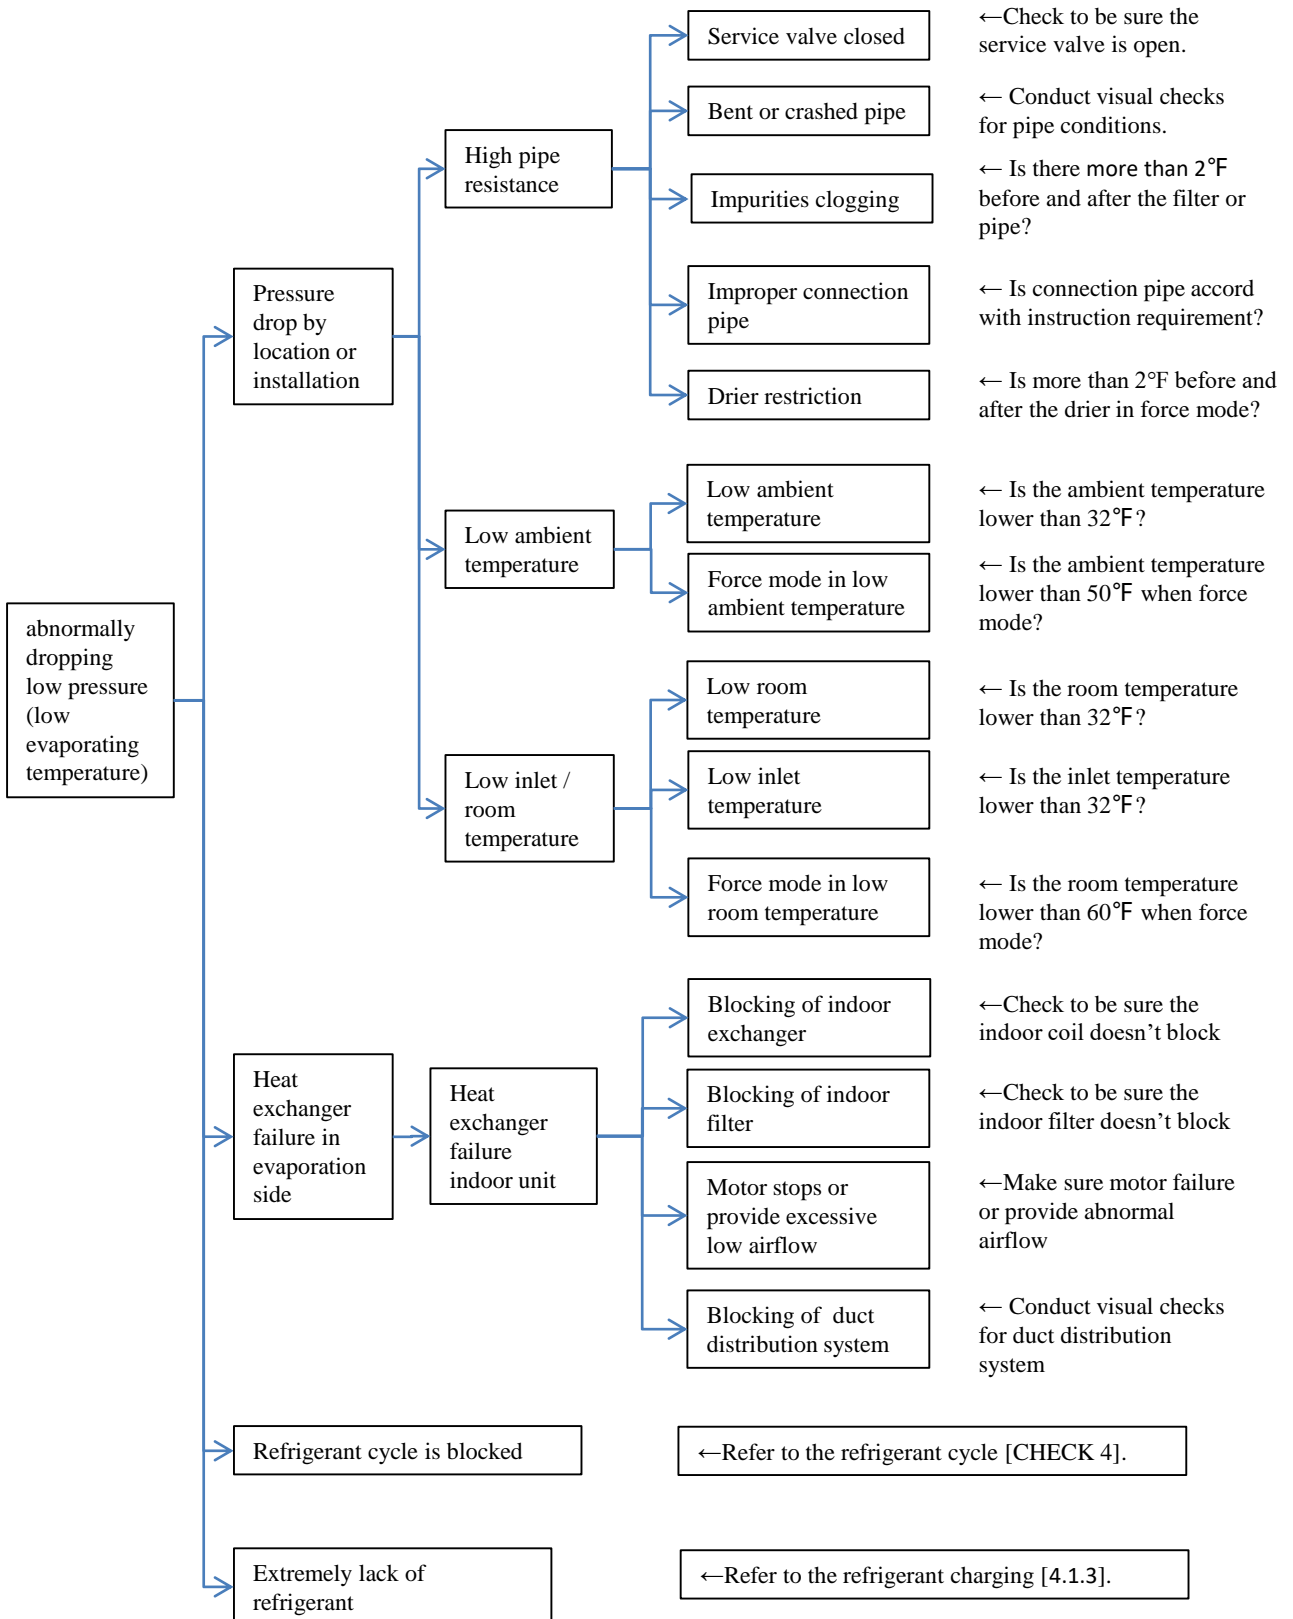 Service valve closed
←Check to be sure the
service valve is open.
Bent or crashed pipe
← Conduct visual checks
for pipe conditions.
High pipe
resistance
Impurities clogging
← Is there more than 2℉
before and after the filter or
pipe?
Pressure
drop by
location or
installation
Improper connection
pipe
← Is connection pipe accord
with instruction requirement?
Drier restriction
← Is more than 2°F before and
after the drier in force mode?
Low ambient
temperature
Low ambient
temperature
← Is the ambient temperature
lower than 32℉?
Force mode in low
ambient temperature
← Is the ambient temperature
lower than 50℉ when force
mode?
abnormally
dropping
low pressure
(low
evaporating
temperature)
Low room
temperature
← Is the room temperature
lower than 32℉?
Low inlet /
room
temperature
Low inlet
temperature
← Is the inlet temperature
lower than 32℉?
Force mode in low
room temperature
← Is the room temperature
lower than 60℉ when force
mode?
Blocking of indoor
exchanger
←Check to be sure the
indoor coil doesn’t block
Heat
exchanger
failure in
evaporation
side
Heat
exchanger
failure
indoor unit
Blocking of indoor
filter
←Check to be sure the
indoor filter doesn’t block
Motor stops or
provide excessive
low airflow
←Make sure motor failure
or provide abnormal
airflow
Blocking of duct
distribution system
← Conduct visual checks
for duct distribution
system
Refrigerant cycle is blocked
←Refer to the refrigerant cycle [CHECK 4].
Extremely lack of
refrigerant
←Refer to the refrigerant charging [4.1.3].